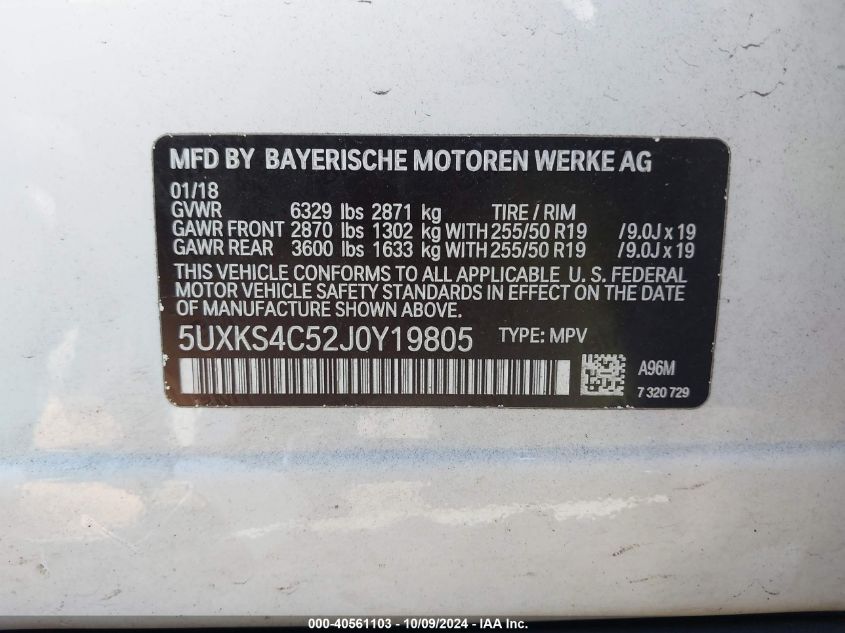 MFD BY BAYERISCHE MOTOREN WERKE AG
01/18
GVWR 6329 lbs 2871 kg TIRE / RIM
GAWR FRONT 2870 lbs 1302 kg WITH 255/50 R19 /9.0J x 19
GAWR REAR 3600 lbs 1633 kg WITH 255/50 R19 /9.0J x 19
THIS VEHICLE CONFORMS TO ALL APPLICABLE U. S. FEDERAL
MOTOR VEHICLE SAFETY STANDARDS IN EFFECT ON THE DATE
OF MANUFACTURE SHOWN ABOVE.
5UXKS4C52J0Y19805 TYPE: MPV
A96M
7 320 729
000-40561103 - 10/09/2024 - IAA Inc.